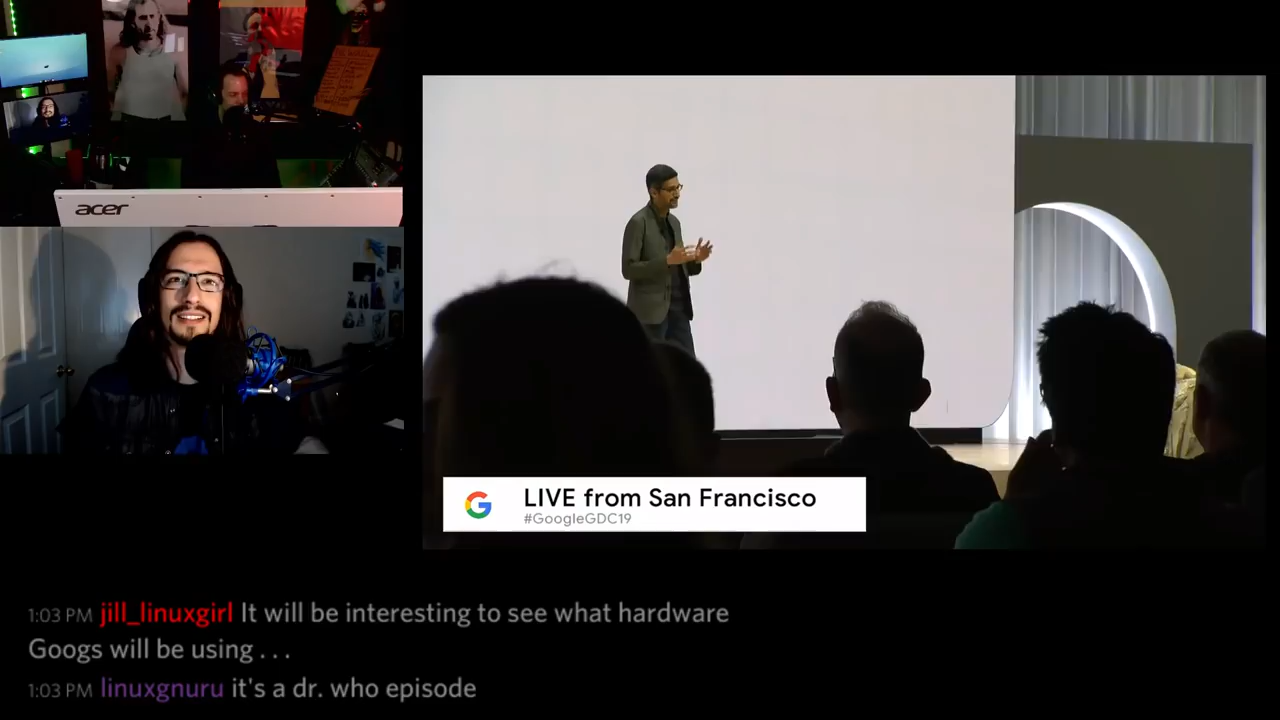 acer
LIVE from San Francisco
#GoogleGDC19
1:03 PM jill_linuxgirl It will be interesting to see what hardware
Googs will be using . . .
1:03 PM linuxgnuru it's a dr. who episode